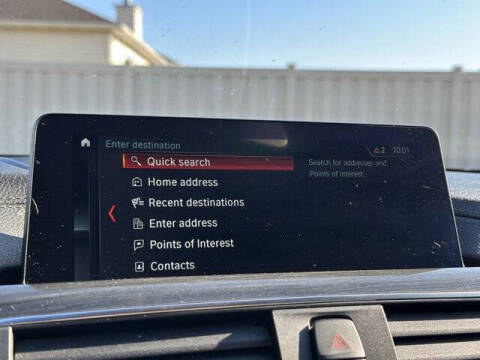 Enter destination
2 10:01
Quick search
Search for addresses and
Points of Interest.
Home address
Recent destinations
Enter address
Points of Interest
Contacts